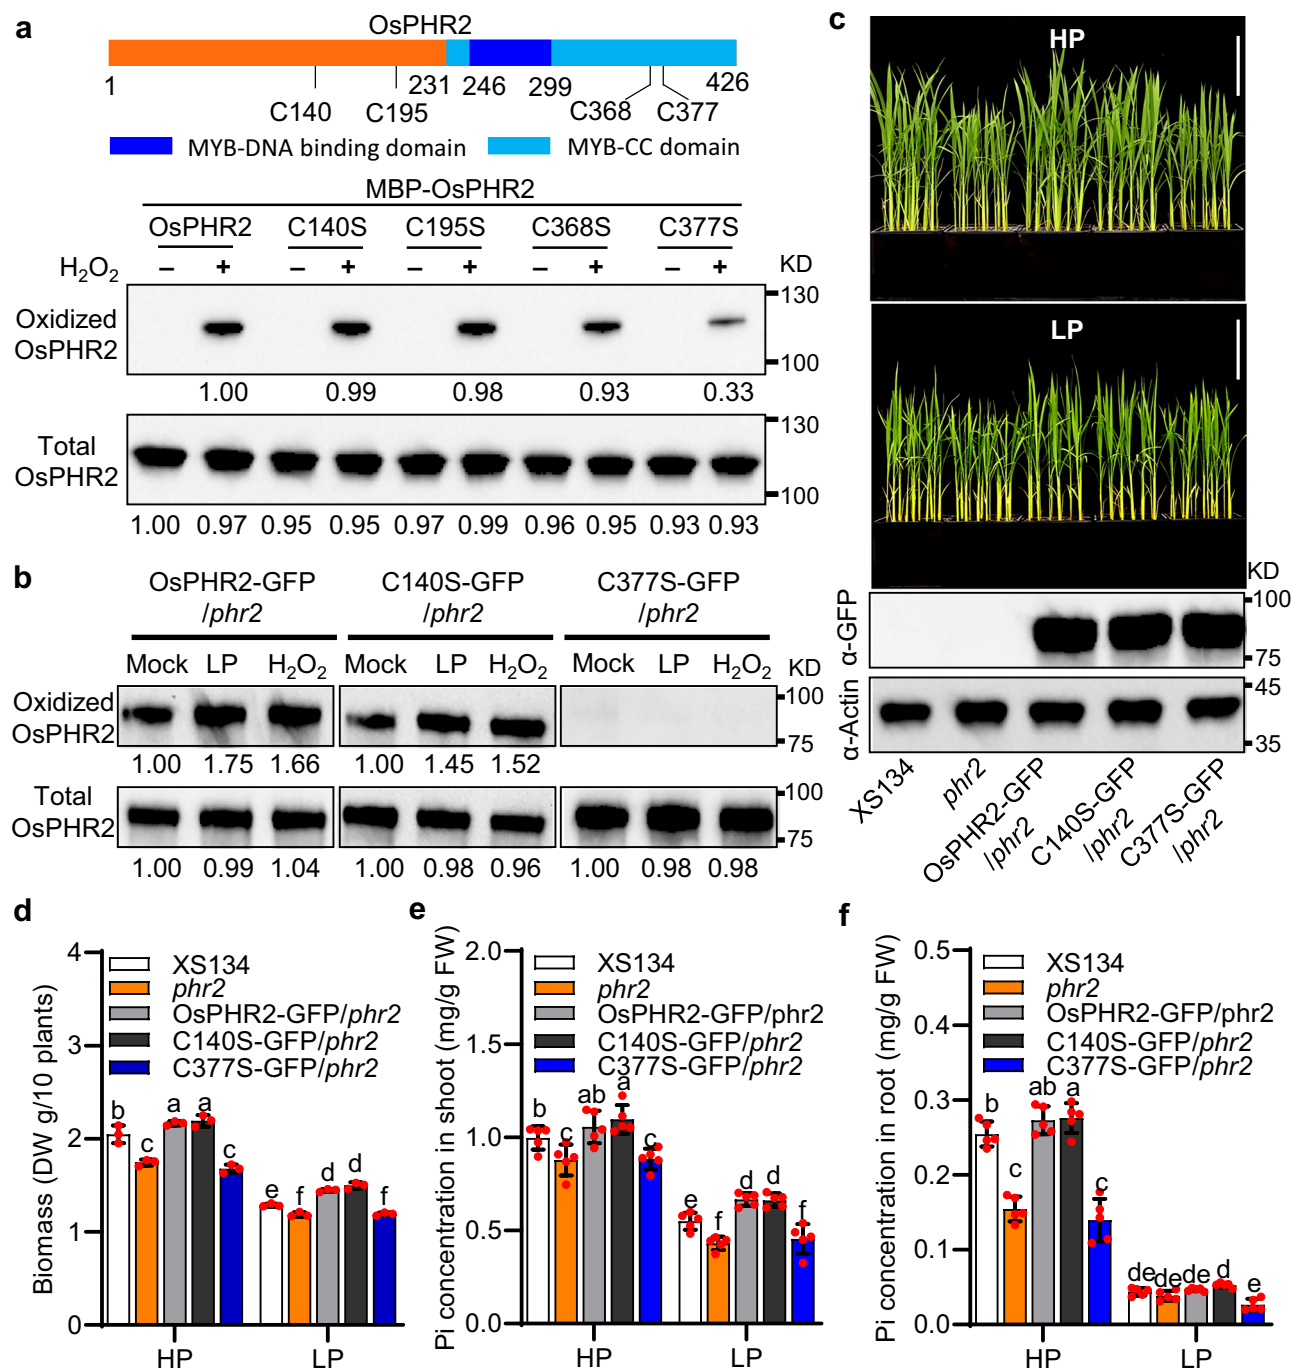 a
OsPHR2
1
231
246
299
426
C140
C195
C368
C377
MYB-DNA binding domain
MYB-CC domain
MBP-OsPHR2
OsPHR2 C140S C195S C368S C377S
H₂O₂ – + – + – + – + – + KD
Oxidized OsPHR2
130
100
1.00 0.99 0.98 0.93 0.33
Total OsPHR2
130
100
1.00 0.97 0.95 0.95 0.97 0.99 0.96 0.95 0.93 0.93
b
OsPHR2-GFP /phr2
C140S-GFP /phr2
C377S-GFP /phr2
Mock LP H₂O₂ Mock LP H₂O₂ Mock LP H₂O₂ KD
Oxidized OsPHR2
100
75
1.00 1.75 1.66 1.00 1.45 1.52
Total OsPHR2
100
75
1.00 0.99 1.04 1.00 0.98 0.96 1.00 0.98 0.98
c
HP
LP
KD
α-GFP
100
75
α-Actin
45
35
XS134
phr2
OsPHR2-GFP /phr2
C140S-GFP /phr2
C377S-GFP /phr2
d
Biomass (DW g/10 plants)
4
3
2
1
0
XS134
phr2
OsPHR2-GFP/phr2
C140S-GFP/phr2
C377S-GFP/phr2
b c a a c
e f d d f
HP LP
e
Pi concentration in shoot (mg/g FW)
2.0
1.5
1.0
0.5
0.0
XS134
phr2
OsPHR2-GFP/phr2
C140S-GFP/phr2
C377S-GFP/phr2
b c ab a c
e f d d f
HP LP
f
Pi concentration in root (mg/g FW)
0.5
0.4
0.3
0.2
0.1
0.0
XS134
phr2
OsPHR2-GFP/phr2
C140S-GFP/phr2
C377S-GFP/phr2
b c ab a c
de de de d e
HP LP